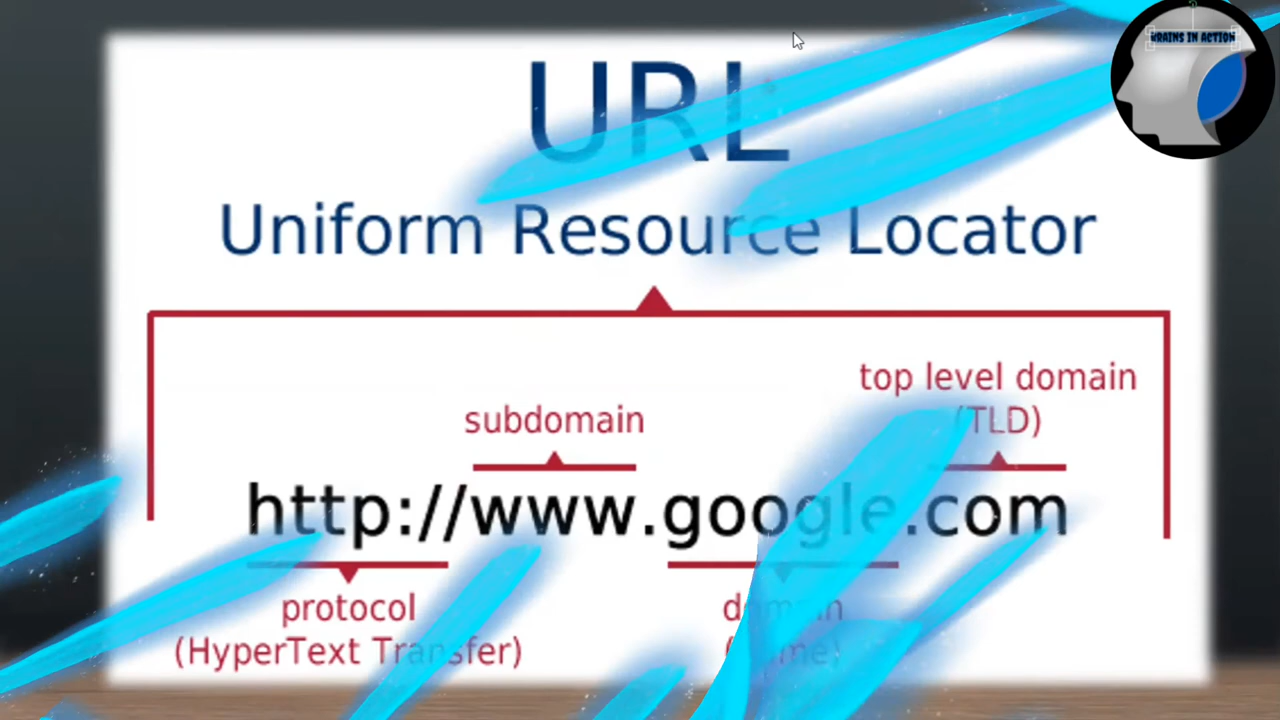 BRAINS IN ACTION
URL
Uniform Resource Locator
top level domain
(TLD)
subdomain
http://www.google.com
protocol
domain
(HyperText Transfer)